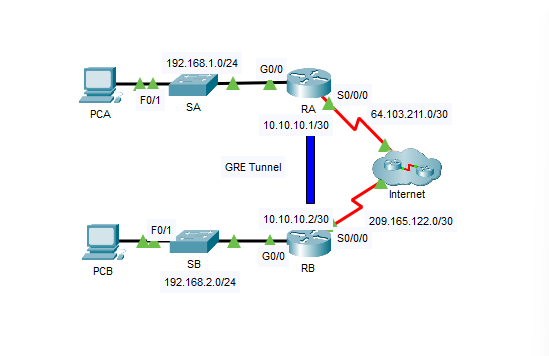 192.168.1.0/24
G0/0
F0/1
SA
PCA
RA
S0/0/0
64.103.211.0/30
10.10.10.1/30
GRE Tunnel
Internet
10.10.10.2/30
209.165.122.0/30
F0/1
S0/0/0
G0/0
PCB
SB
RB
192.168.2.0/24